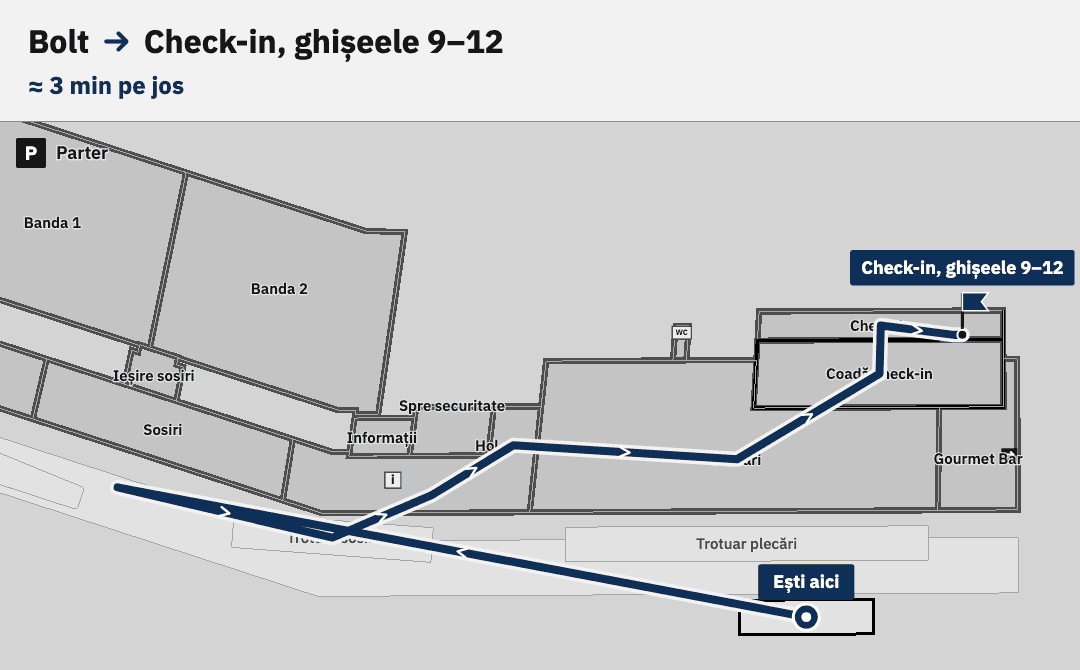 Bolt → Check-in, ghișeele 9–12
≈ 3 min pe jos
P Parter
Banda 1
Banda 2
Check-in, ghișeele 9–12
WC
Ieșire sosiri
Spre securitate
Informații
Sosiri
i
Gourmet Bar
Trotuar plecări
Ești aici